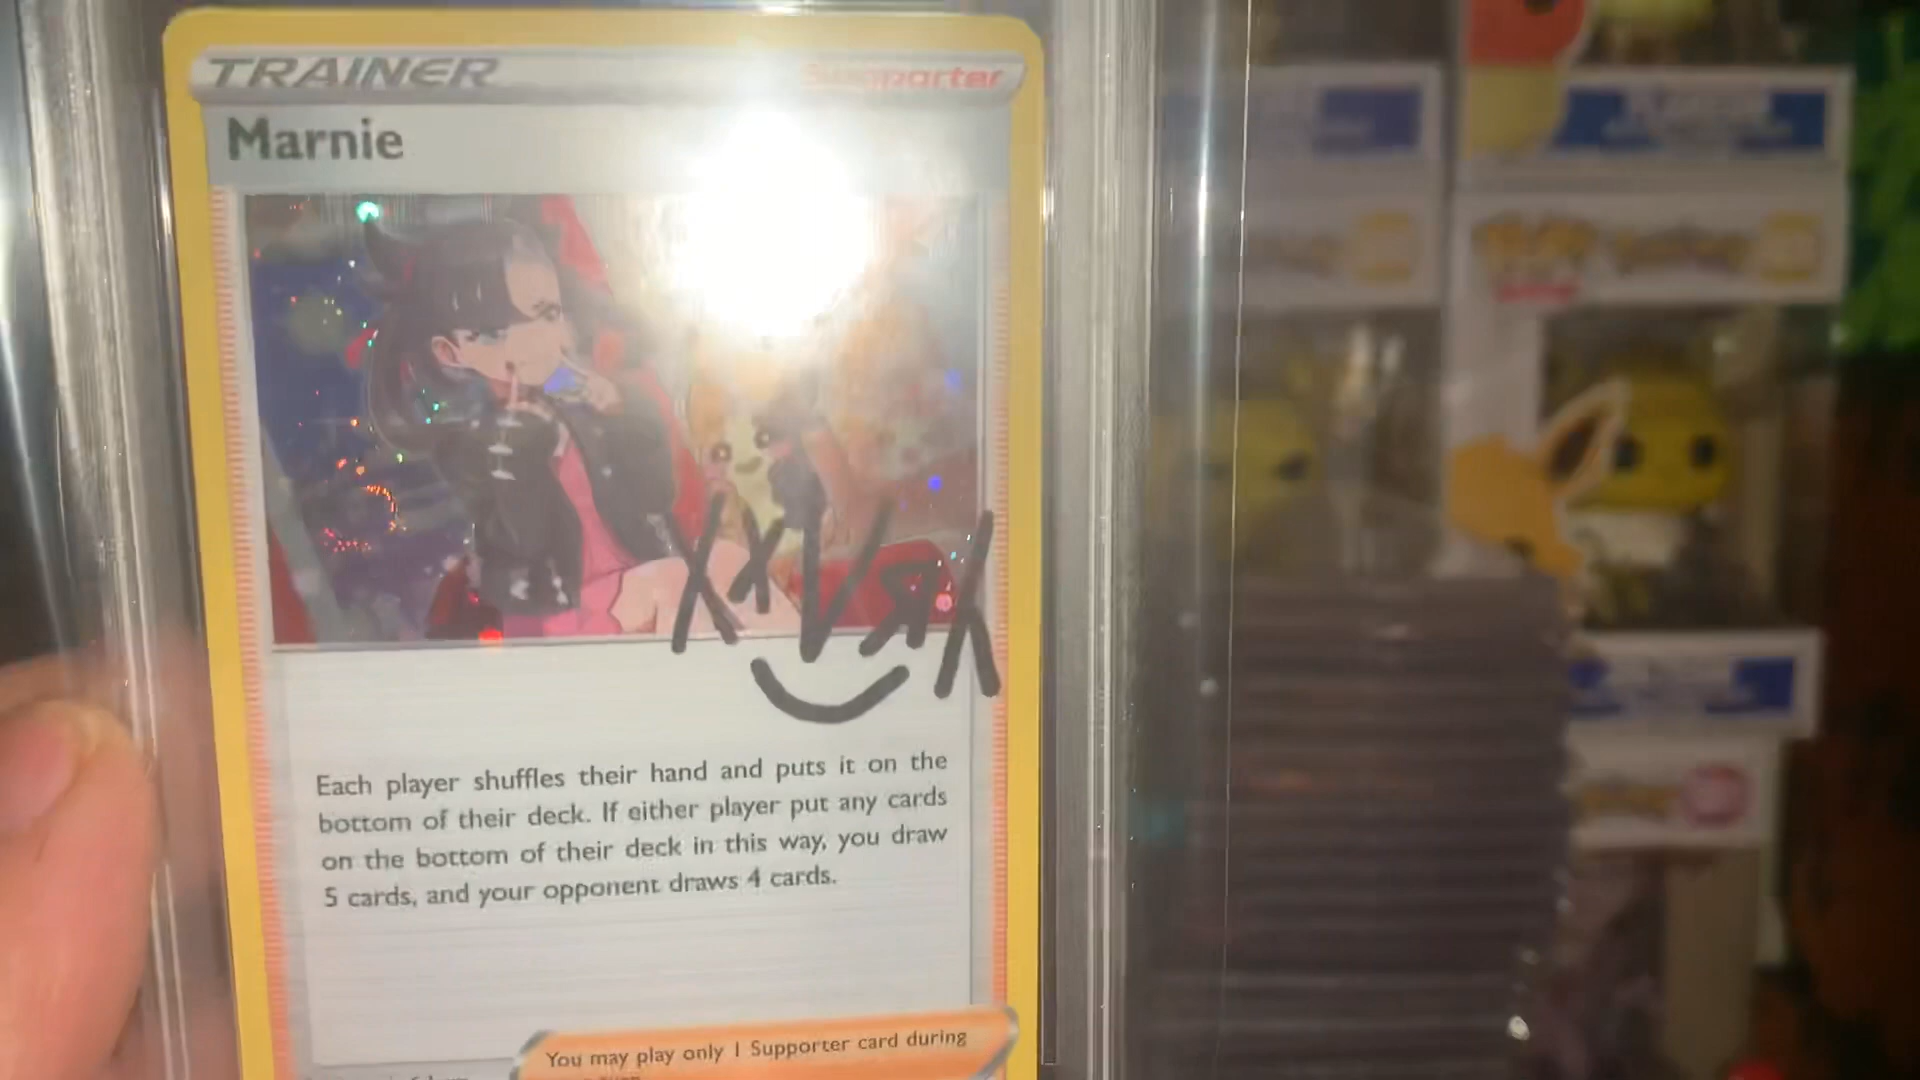 TRAINER
Supporter
Marnie
Each player shuffles their hand and puts it on the
bottom of their deck. If either player put any cards
on the bottom of their deck in this way, you draw
5 cards, and your opponent draws 4 cards.
You may play only 1 Supporter card during